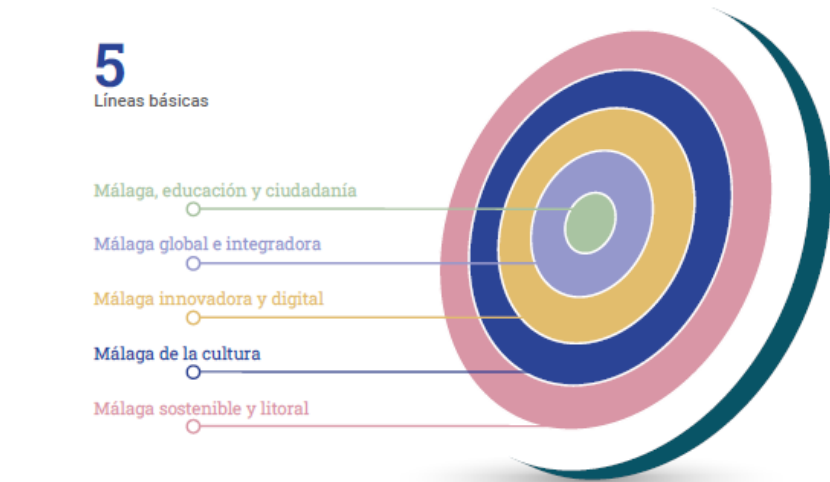 5
Líneas básicas
Málaga, educación y ciudadanía
Málaga global e integradora
Málaga innovadora y digital
Málaga de la cultura
Málaga sostenible y litoral